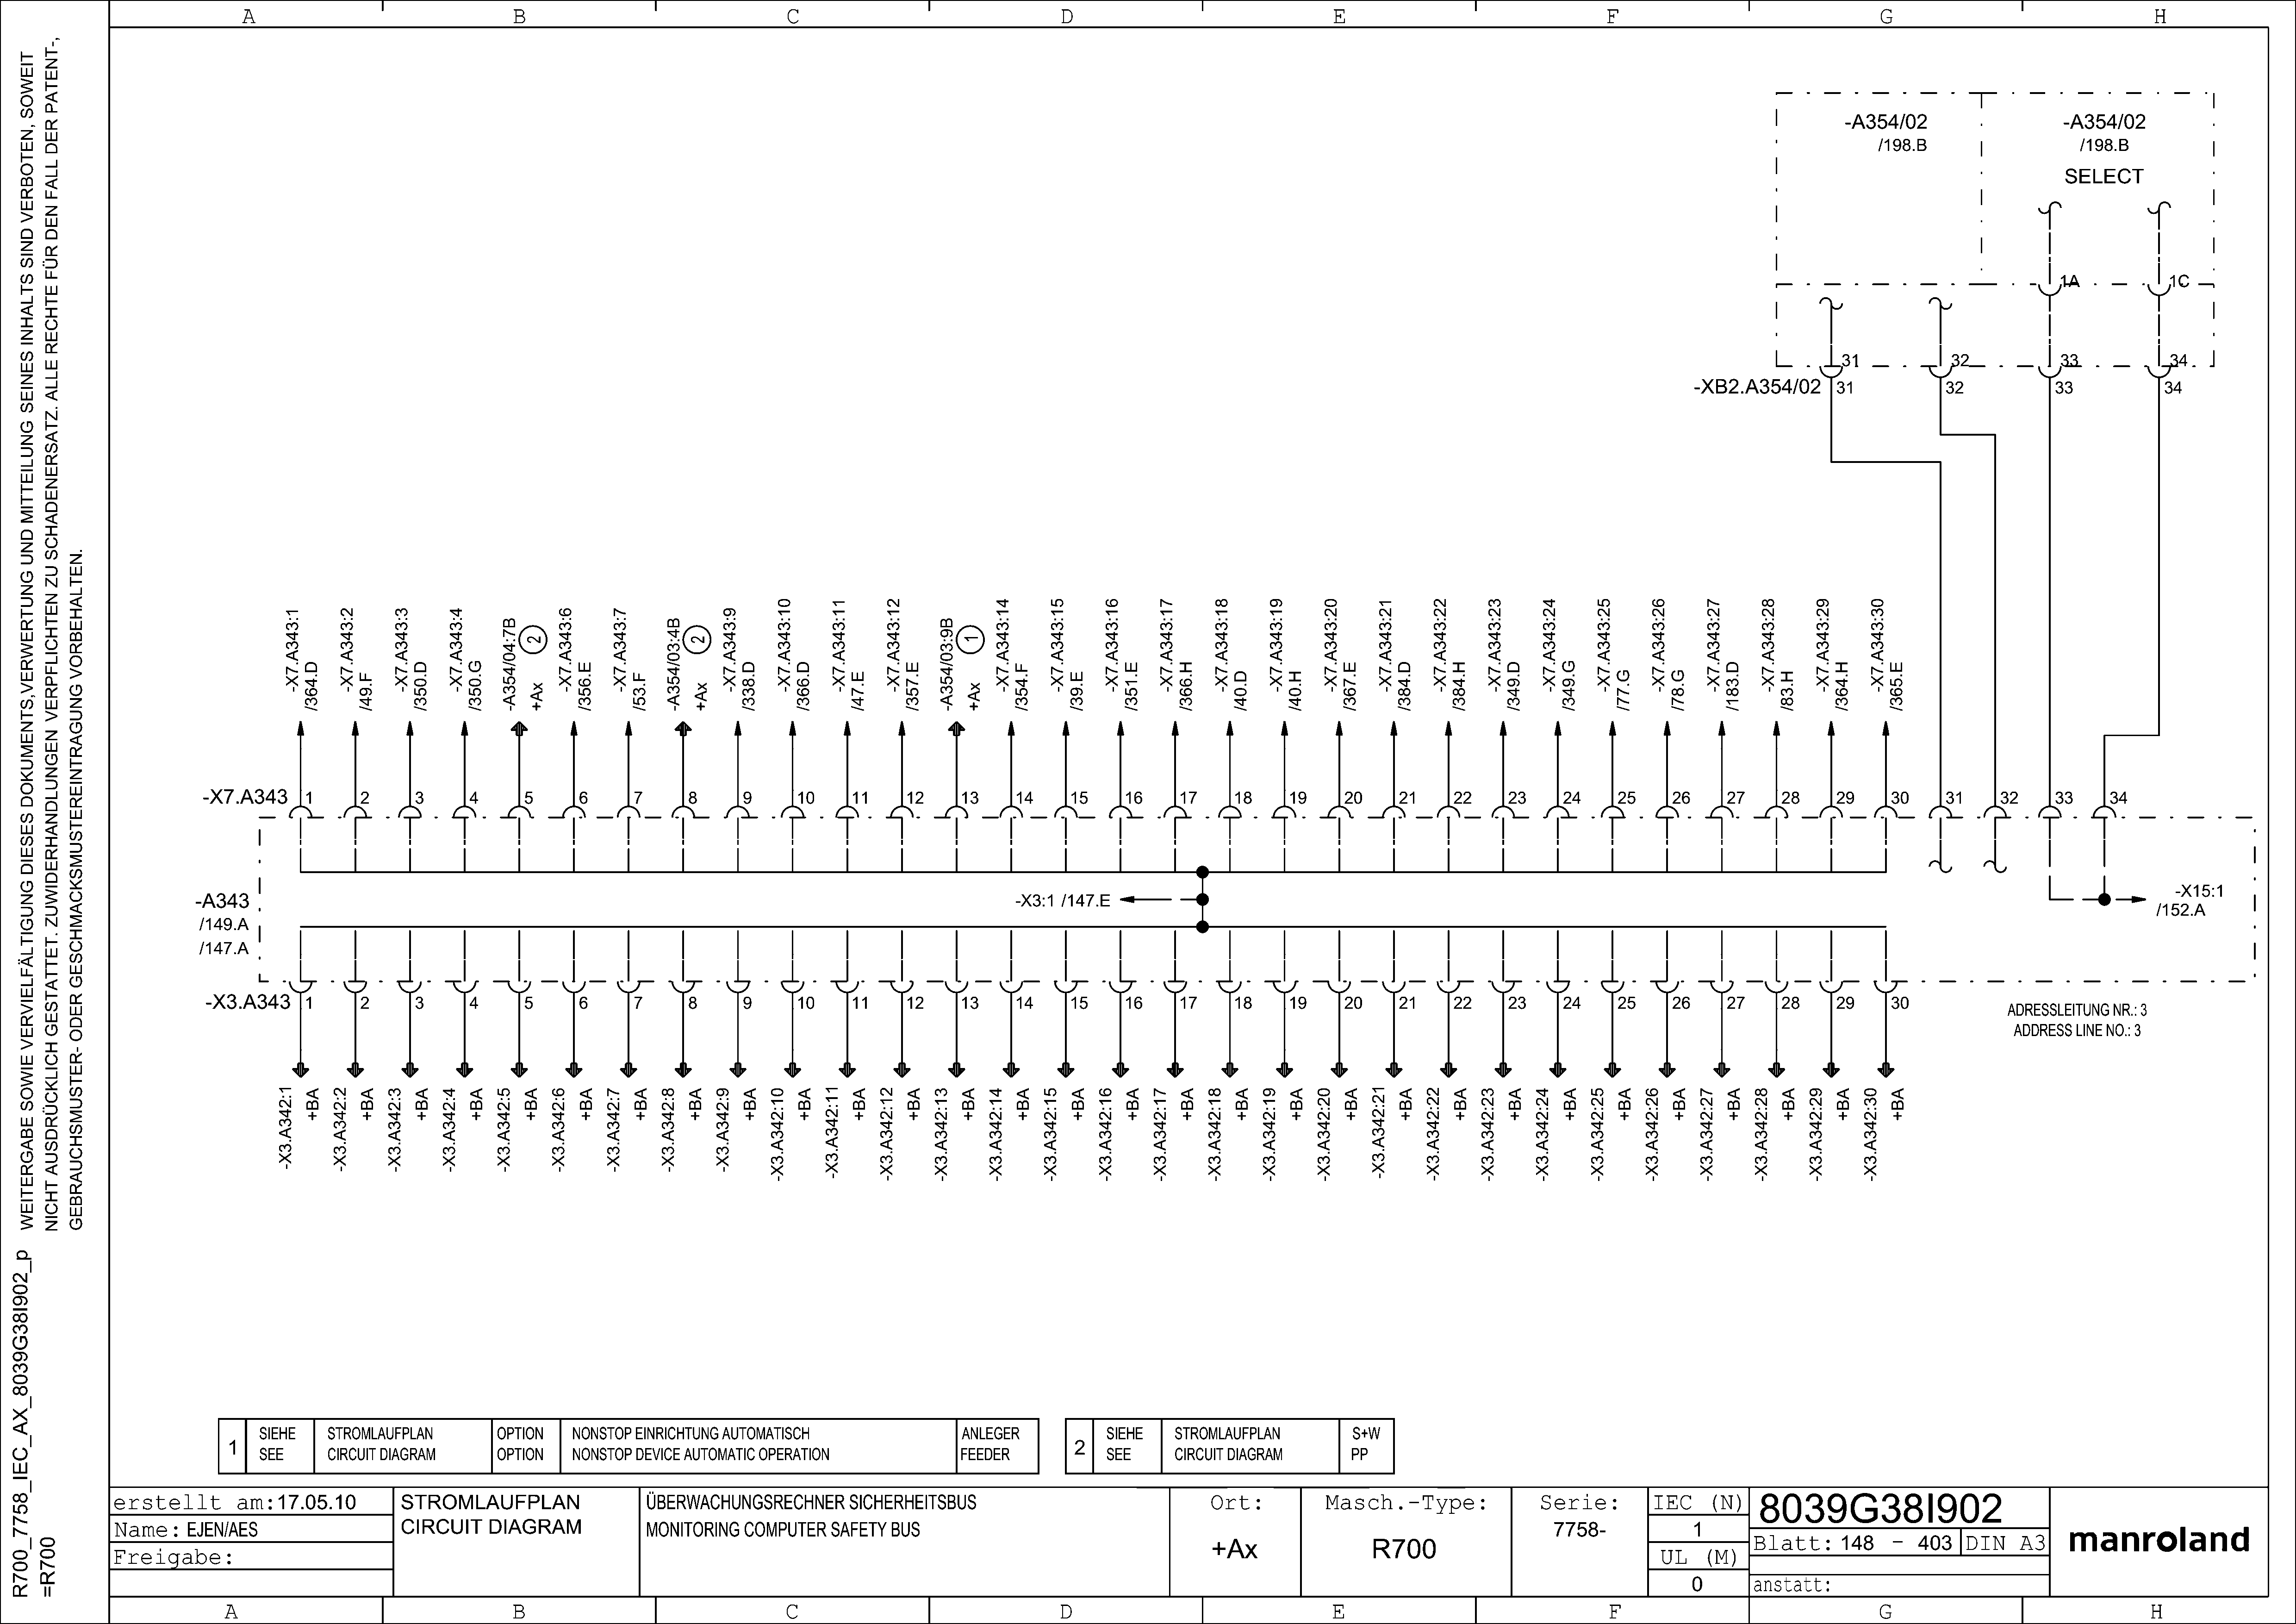 A B C D E F G H
WEITERGABE SOWIE VERVIELFÄLTIGUNG DIESES DOKUMENTS,VERWERTUNG UND MITTEILUNG SEINES INHALTS SIND VERBOTEN, SOWEIT
NICHT AUSDRÜCKLICH GESTATTET. ZUWIDERHANDLUNGEN VERPFLICHTEN ZU SCHADENERSATZ. ALLE RECHTE FÜR DEN FALL DER PATENT-,
GEBRAUCHSMUSTER- ODER GESCHMACKSMUSTEREINTRAGUNG VORBEHALTEN.
R700_7758_IEC_AX_8039G38I902_p
=R700
-A354/02 -A354/02
/198.B /198.B
SELECT
1A 1C
31 32 33 34
-XB2.A354/02 31 32 33 34
-X7.A343:1
/364.D
-X7.A343:2
/49.F
-X7.A343:3
/350.D
-X7.A343:4
/350.G
-A354/04:7B
+Ax 2
-X7.A343:6
/356.E
-X7.A343:7
/53.F
-A354/03:4B
+Ax 2
-X7.A343:9
/338.D
-X7.A343:10
/366.D
-X7.A343:11
/47.E
-X7.A343:12
/357.E
-A354/03:9B
+Ax 1
-X7.A343:14
/354.F
-X7.A343:15
/39.E
-X7.A343:16
/351.E
-X7.A343:17
/366.H
-X7.A343:18
/40.D
-X7.A343:19
/40.H
-X7.A343:20
/367.E
-X7.A343:21
/384.D
-X7.A343:22
/384.H
-X7.A343:23
/349.D
-X7.A343:24
/349.G
-X7.A343:25
/77.G
-X7.A343:26
/78.G
-X7.A343:27
/183.D
-X7.A343:28
/83.H
-X7.A343:29
/364.H
-X7.A343:30
/365.E
-X7.A343 1 2 3 4 5 6 7 8 9 10 11 12 13 14 15 16 17 18 19 20 21 22 23 24 25 26 27 28 29 30 31 32 33 34
-A343
/149.A
/147.A
-X3:1 /147.E
-X15:1
/152.A
-X3.A343 1 2 3 4 5 6 7 8 9 10 11 12 13 14 15 16 17 18 19 20 21 22 23 24 25 26 27 28 29 30
ADRESSLEITUNG NR.: 3
ADDRESS LINE NO.: 3
-X3.A342:1
+BA
-X3.A342:2
+BA
-X3.A342:3
+BA
-X3.A342:4
+BA
-X3.A342:5
+BA
-X3.A342:6
+BA
-X3.A342:7
+BA
-X3.A342:8
+BA
-X3.A342:9
+BA
-X3.A342:10
+BA
-X3.A342:11
+BA
-X3.A342:12
+BA
-X3.A342:13
+BA
-X3.A342:14
+BA
-X3.A342:15
+BA
-X3.A342:16
+BA
-X3.A342:17
+BA
-X3.A342:18
+BA
-X3.A342:19
+BA
-X3.A342:20
+BA
-X3.A342:21
+BA
-X3.A342:22
+BA
-X3.A342:23
+BA
-X3.A342:24
+BA
-X3.A342:25
+BA
-X3.A342:26
+BA
-X3.A342:27
+BA
-X3.A342:28
+BA
-X3.A342:29
+BA
-X3.A342:30
+BA
1 SIEHE STROMLAUFPLAN OPTION NONSTOP EINRICHTUNG AUTOMATISCH ANLEGER
SEE CIRCUIT DIAGRAM OPTION NONSTOP DEVICE AUTOMATIC OPERATION FEEDER
2 SIEHE STROMLAUFPLAN S+W
SEE CIRCUIT DIAGRAM PP
erstellt am:17.05.10
Name: EJEN/AES
Freigabe:
STROMLAUFPLAN
CIRCUIT DIAGRAM
ÜBERWACHUNGSRECHNER SICHERHEITSBUS
MONITORING COMPUTER SAFETY BUS
Ort:
+Ax
Masch.-Type:
R700
Serie:
7758-
IEC (N)
1
UL (M)
0
8039G38I902
Blatt: 148 - 403 DIN A3
anstatt:
manroland
A B C D E F G H